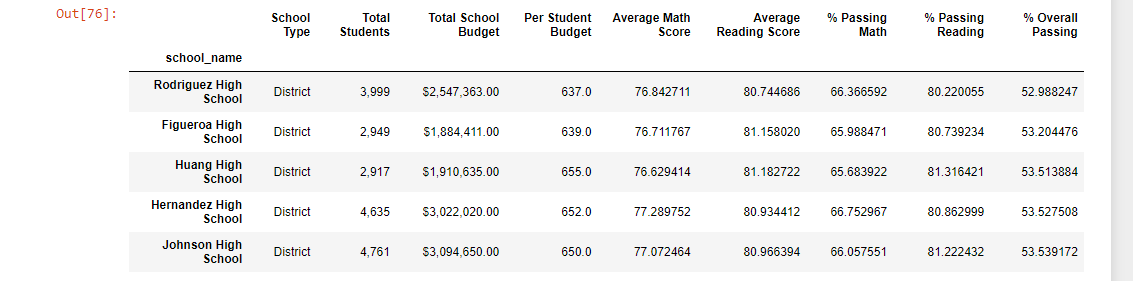 Out[76]:
School Type Total Students Total School Budget Per Student Budget Average Math Score Average Reading Score % Passing Math % Passing Reading % Overall Passing
school_name
Rodriguez High School District 3,999 $2,547,363.00 637.0 76.842711 80.744686 66.366592 80.220055 52.988247
Figueroa High School District 2,949 $1,884,411.00 639.0 76.711767 81.158020 65.988471 80.739234 53.204476
Huang High School District 2,917 $1,910,635.00 655.0 76.629414 81.182722 65.683922 81.316421 53.513884
Hernandez High School District 4,635 $3,022,020.00 652.0 77.289752 80.934412 66.752967 80.862999 53.527508
Johnson High School District 4,761 $3,094,650.00 650.0 77.072464 80.966394 66.057551 81.222432 53.539172